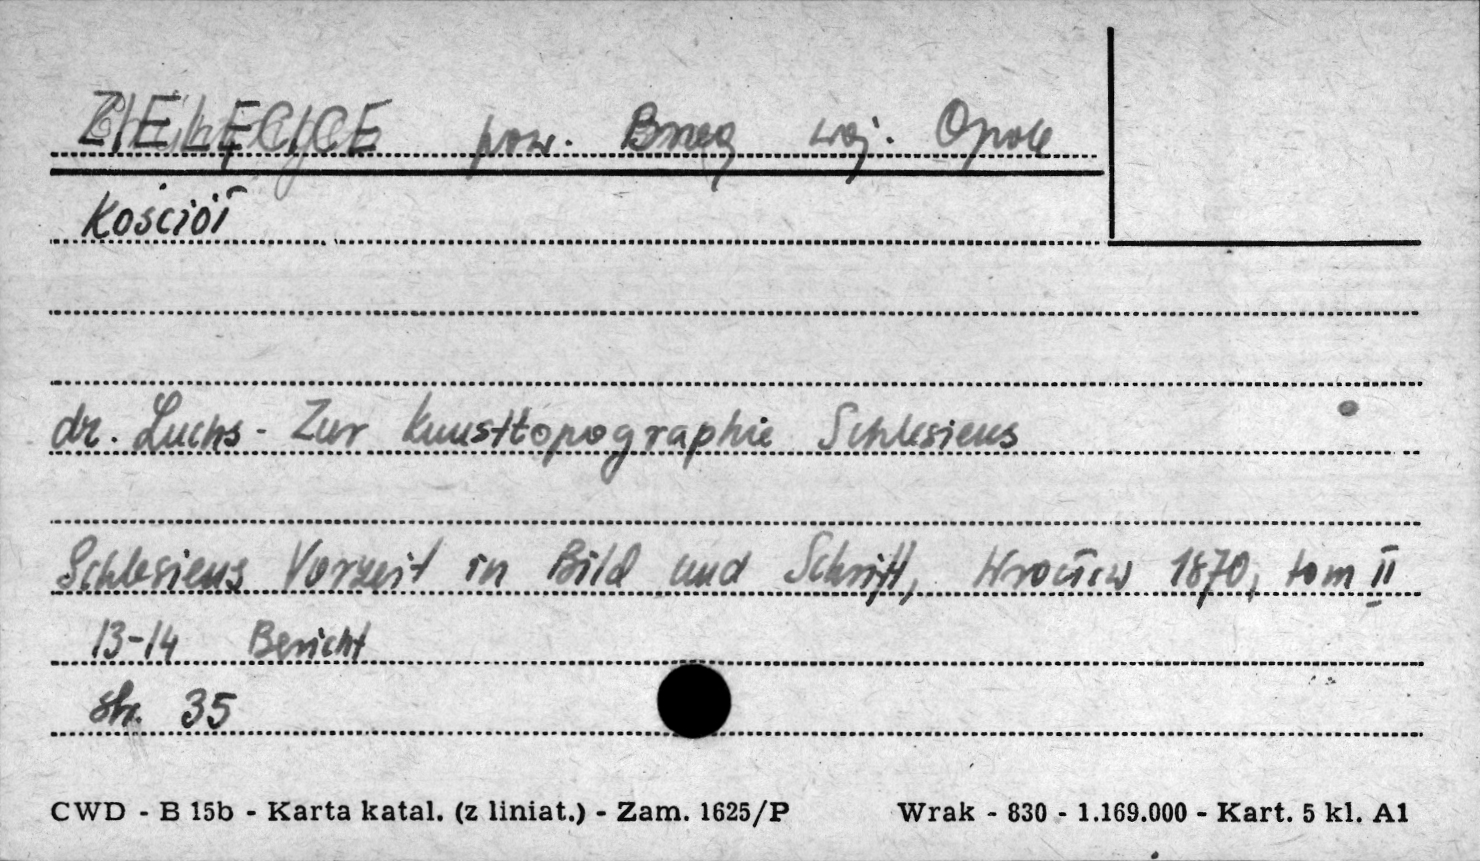 ZIELĘCICE pow. Brzeg woj. Opole
Kościół
dr. Luchs - Zur Kunsttopographie Schlesiens
Schlesiens Vorzeit in Bild und Schrift, Wrocław 1870, tom II
13-14 Bericht
str. 35
CWD - B 15b - Karta katal. (z liniat.) - Zam. 1625/P Wrak - 830 - 1.169.000 - Kart. 5 kl. A1